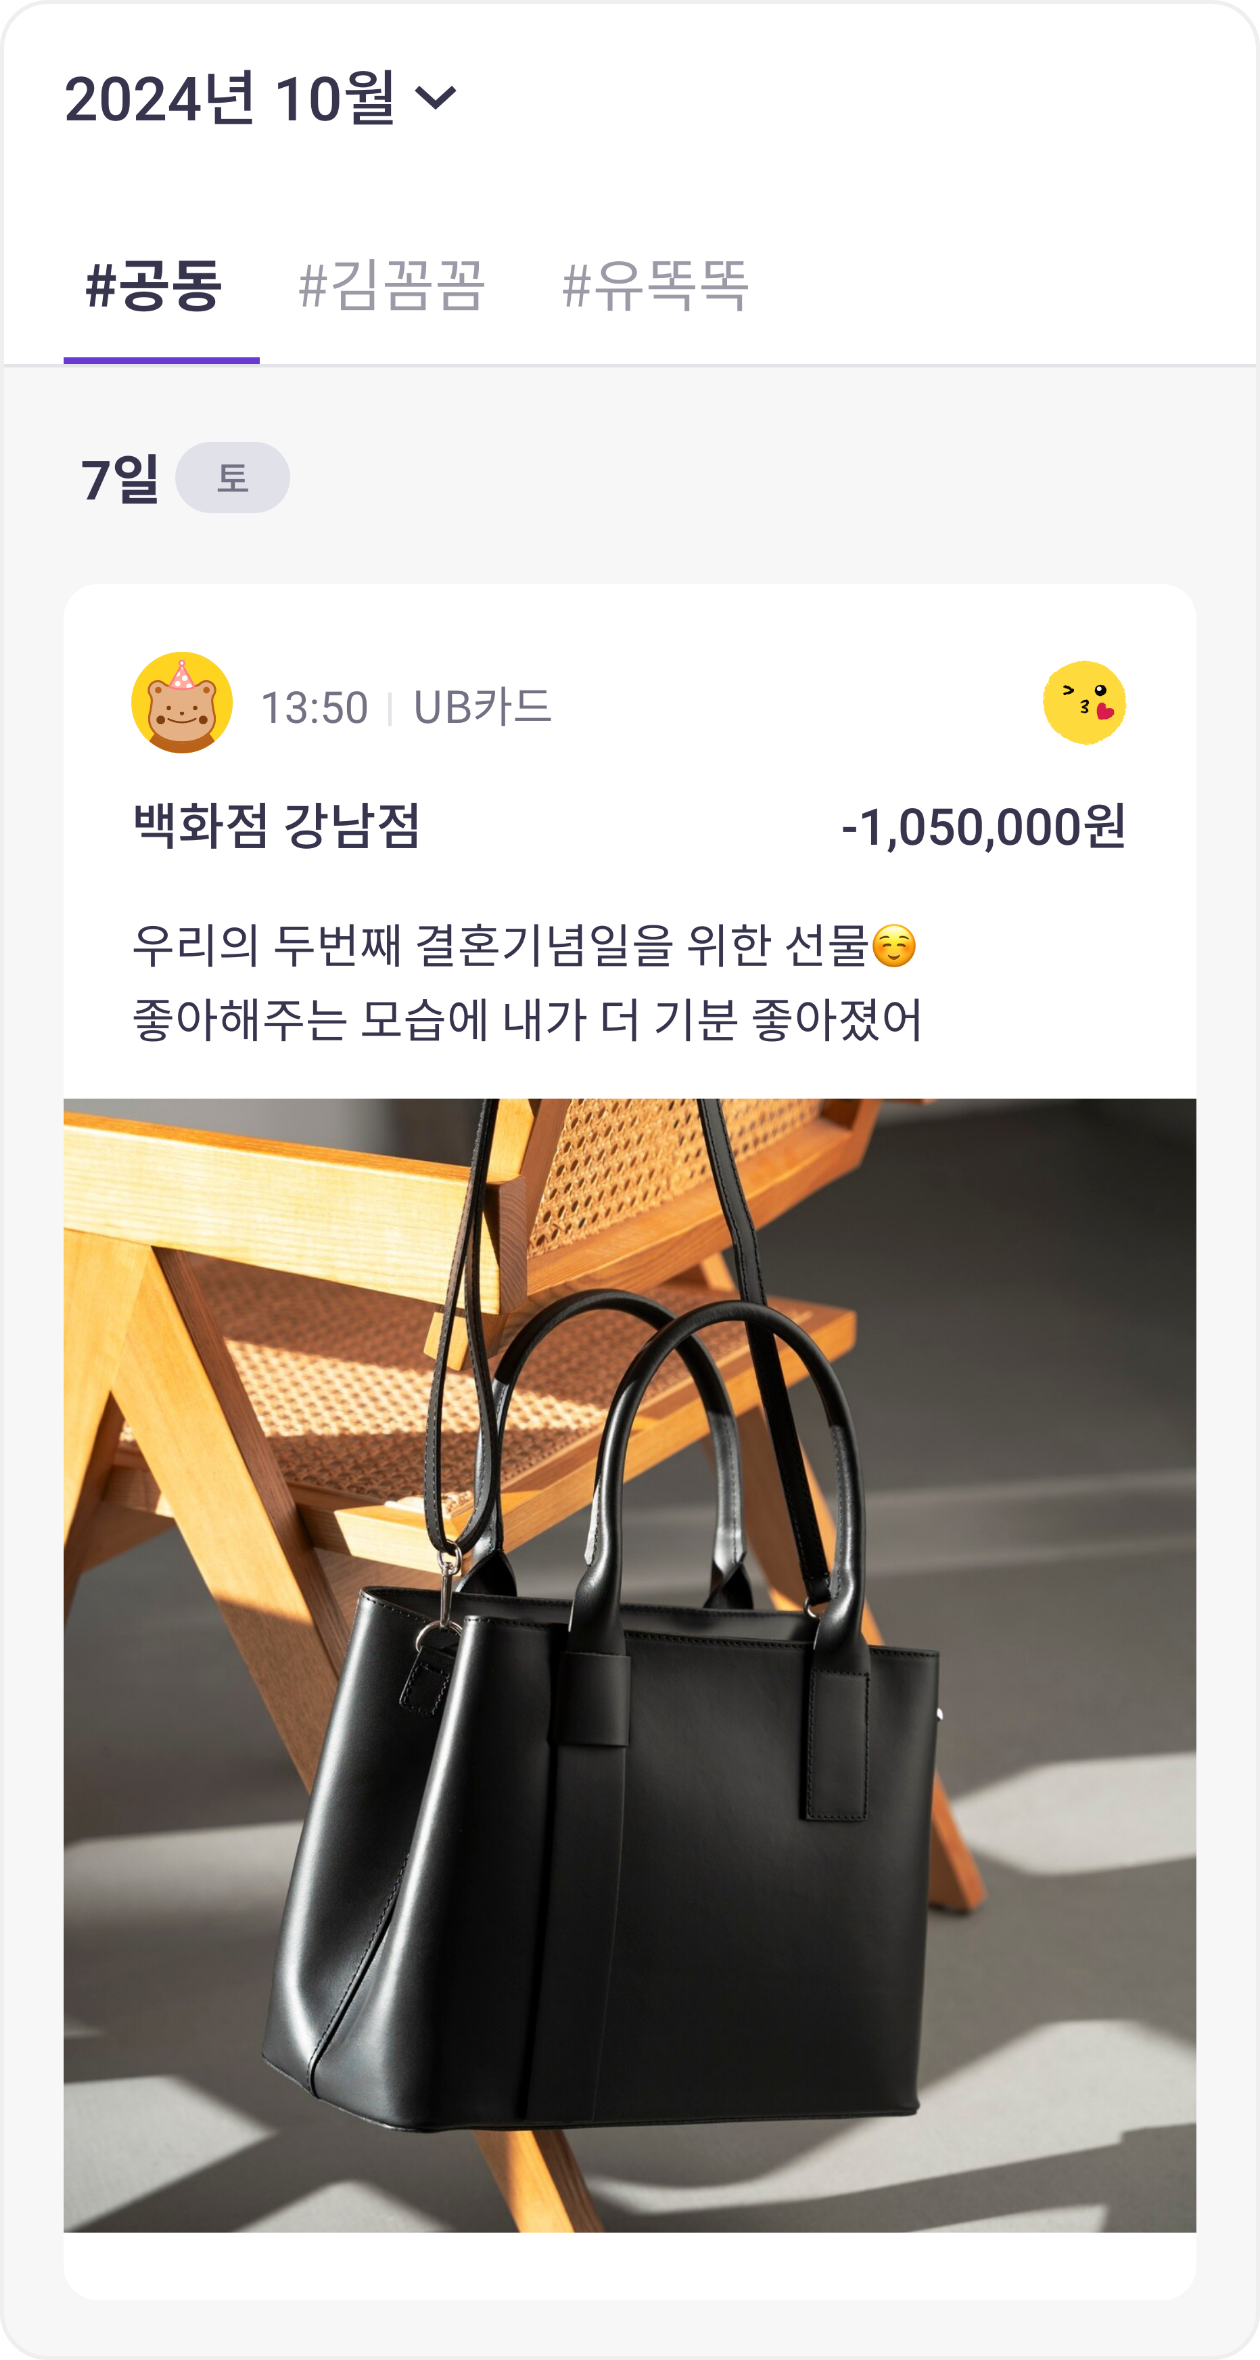 2024년 10월
#공동 #김꼼꼼 #유똑똑
7일 토
13:50 | UB카드
백화점 강남점 -1,050,000원
우리의 두번째 결혼기념일을 위한 선물☺️
좋아해주는 모습에 내가 더 기분 좋아졌어